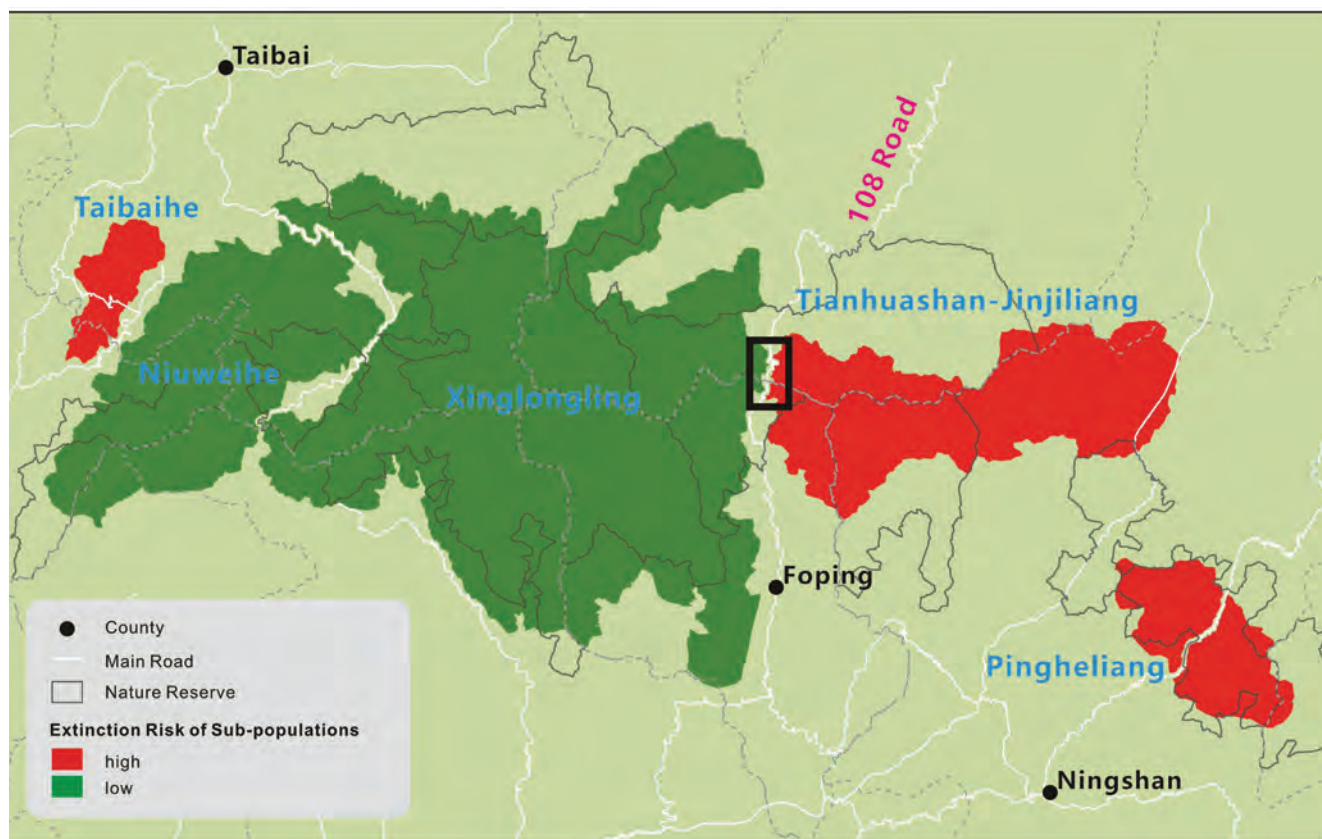 Taibai
108 Road
Taibaihe
Tianhuashan-Jinjiliang
Niuweihe
Xinglongling
Foping
Pingheliang
Ningshan
County
Main Road
Nature Reserve
Extinction Risk of Sub-populations
high
low